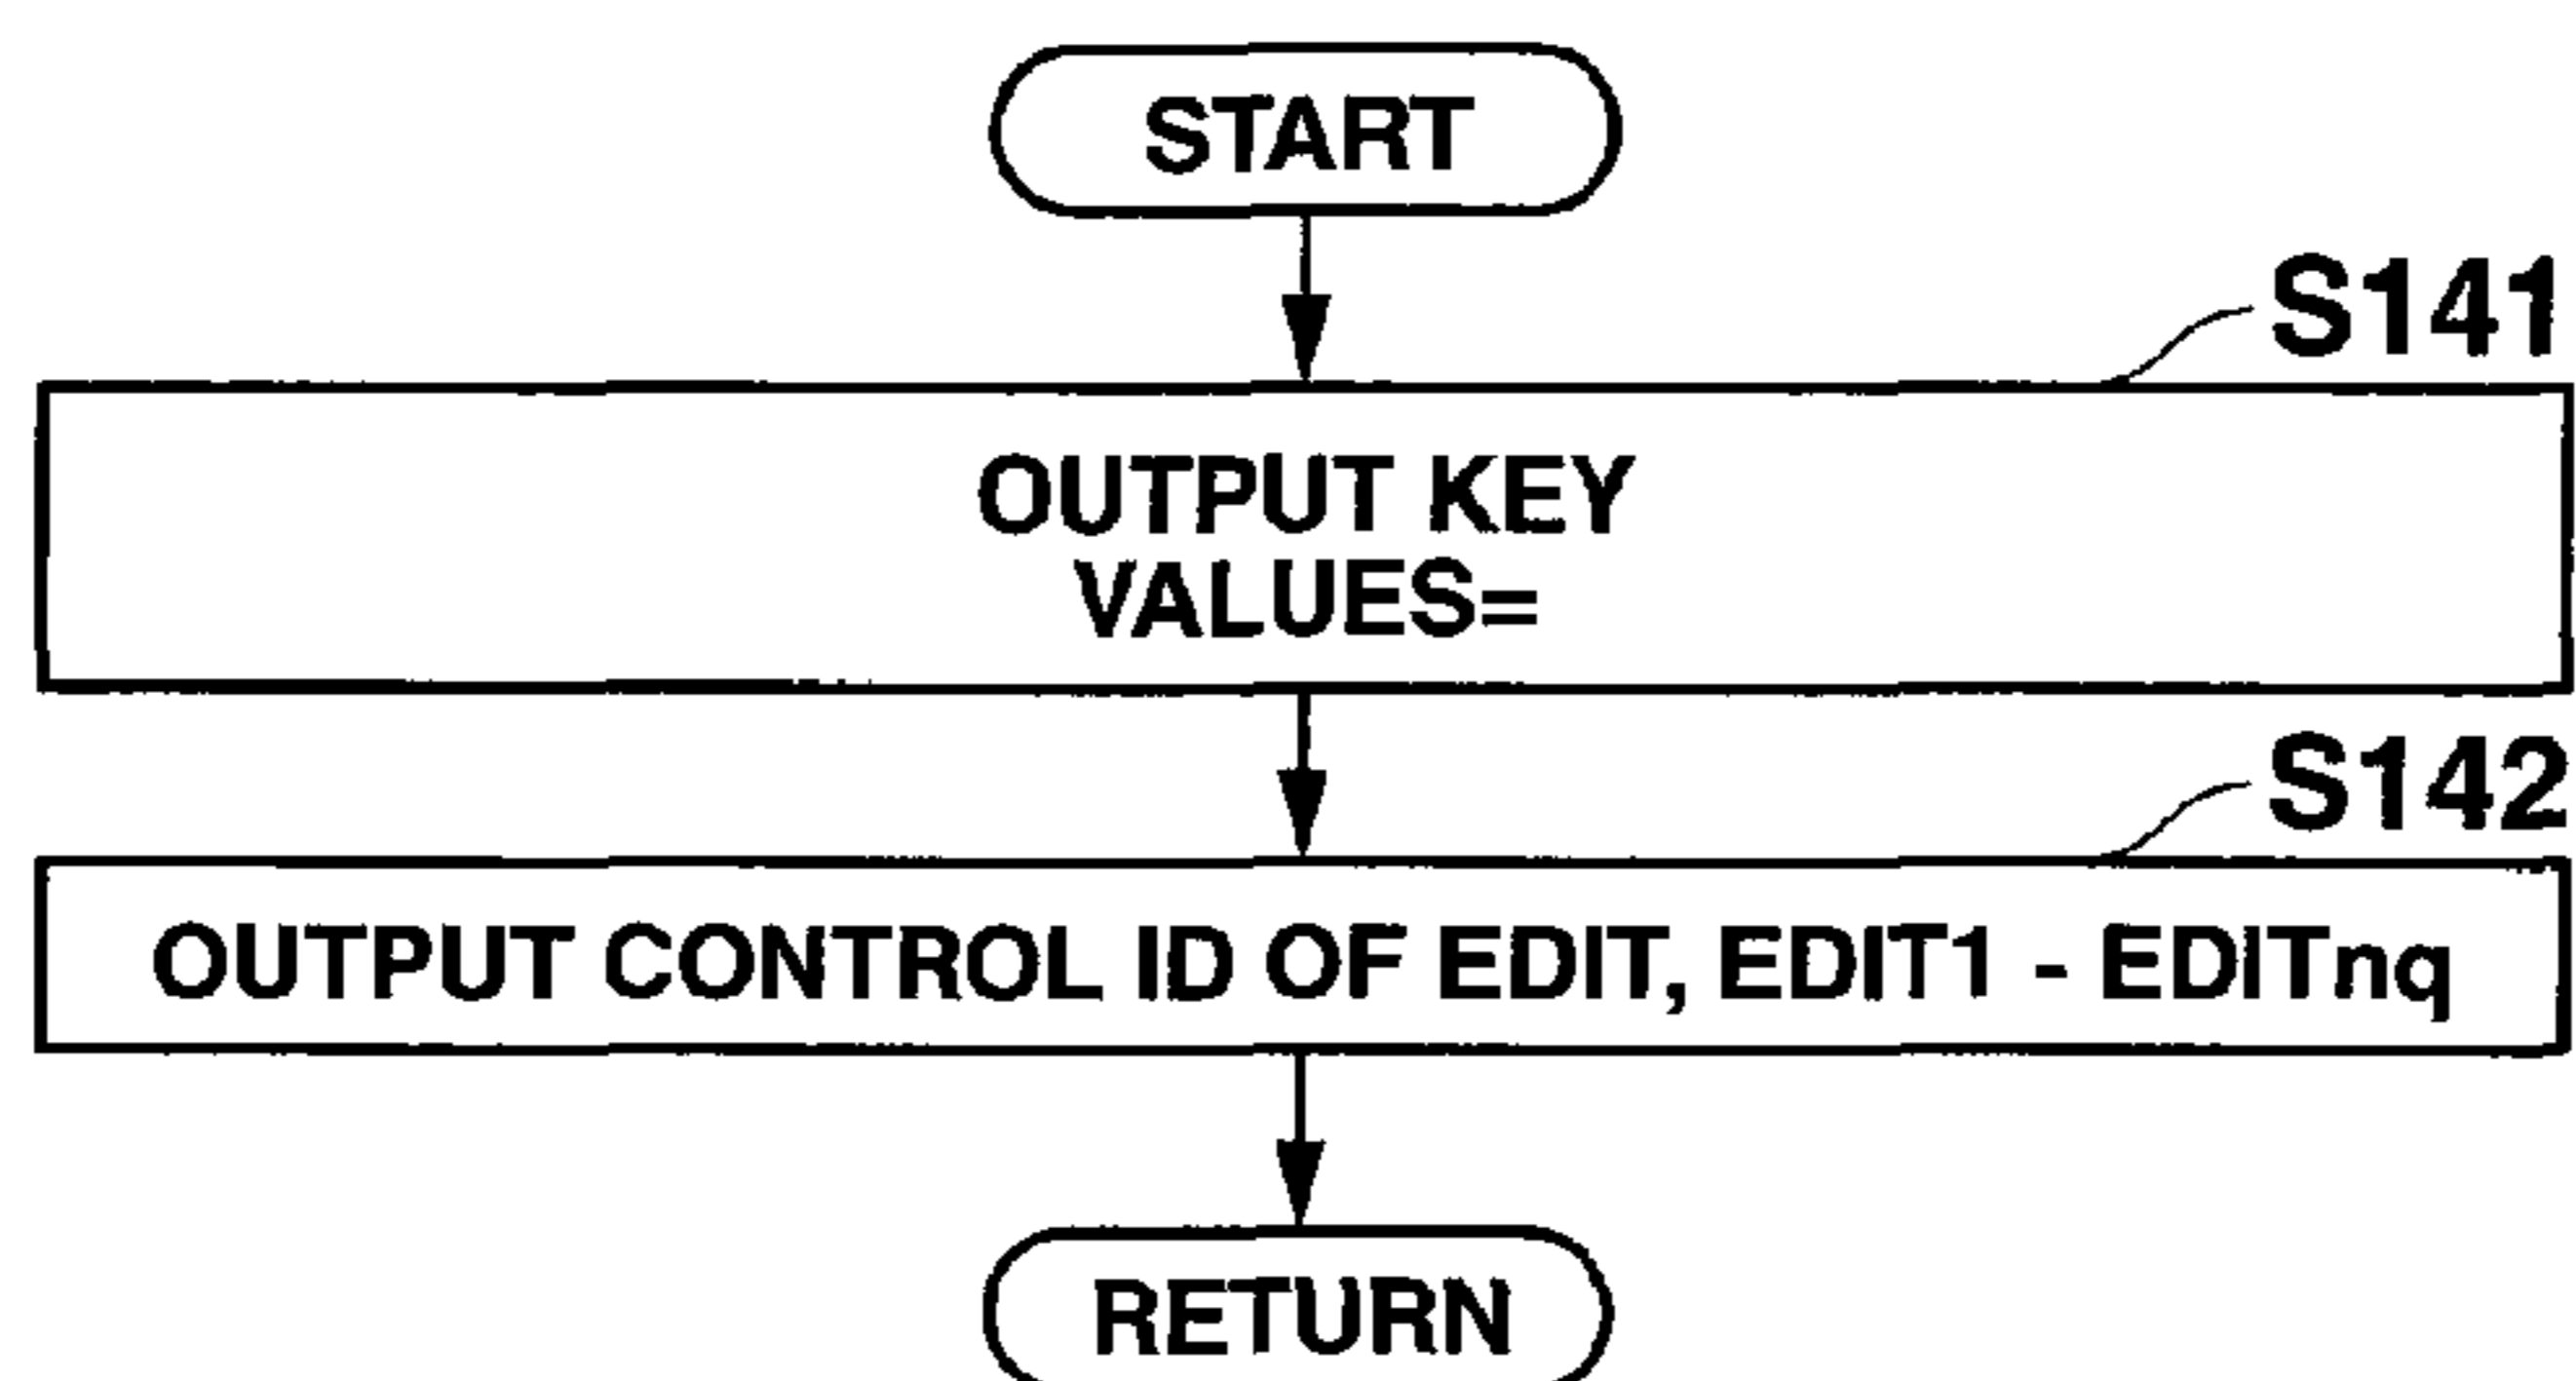 START
S141
OUTPUT KEY
VALUES=
S142
OUTPUT CONTROL ID OF EDIT, EDIT1 - EDITnq
RETURN